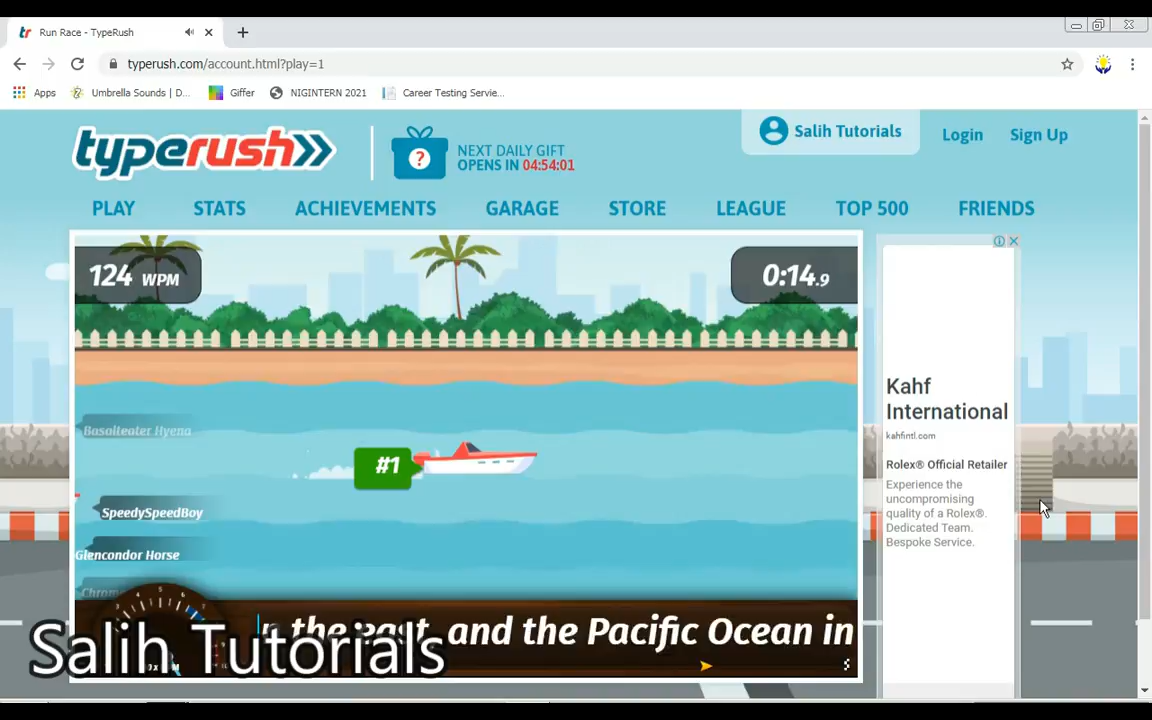 Run Race - TypeRush
typerush.com/account.html?play=1
Apps
Umbrella Sounds | D...
Giffer
NIGINTERN 2021
Career Testing Servie...
typerush
?
NEXT DAILY GIFT
OPENS IN 04:54:01
Salih Tutorials
Login
Sign Up
PLAY
STATS
ACHIEVEMENTS
GARAGE
STORE
LEAGUE
TOP 500
FRIENDS
124 WPM
0:14.9
Basalteater Hyena
#1
SpeedySpeedBoy
Glencondor Horse
n the east, and the Pacific Ocean in
Salih Tutorials
Kahf
International
kahfintl.com
Rolex® Official Retailer
Experience the
uncompromising
quality of a Rolex®.
Dedicated Team.
Bespoke Service.